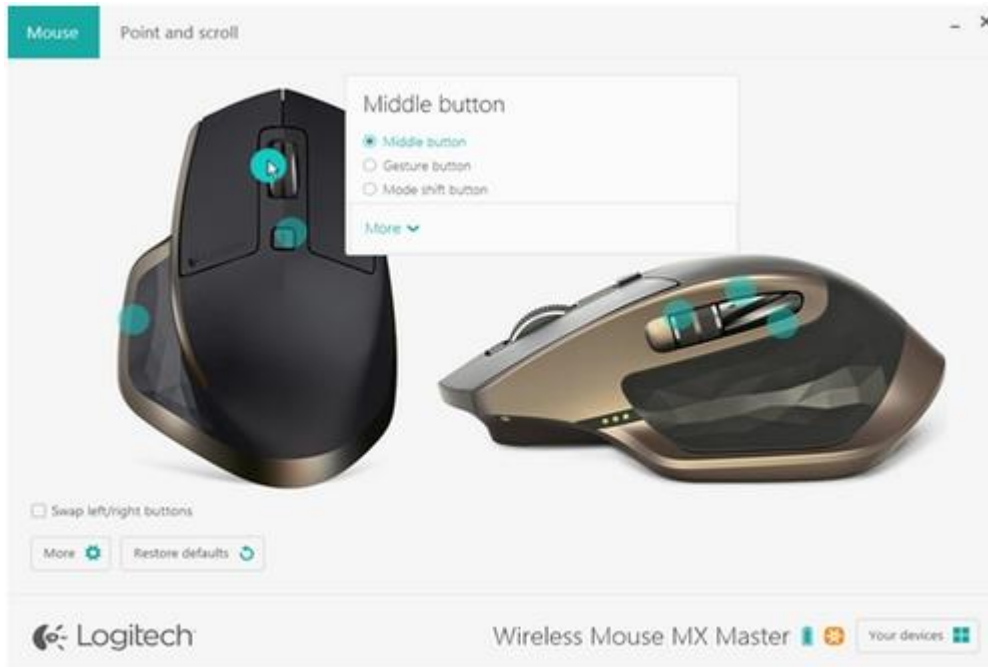 Mouse
Point and scroll
Middle button
Middle button
Gesture button
Mode shift button
More
Swap left/right buttons
More
Restore defaults
Logitech
Wireless Mouse MX Master
Your devices